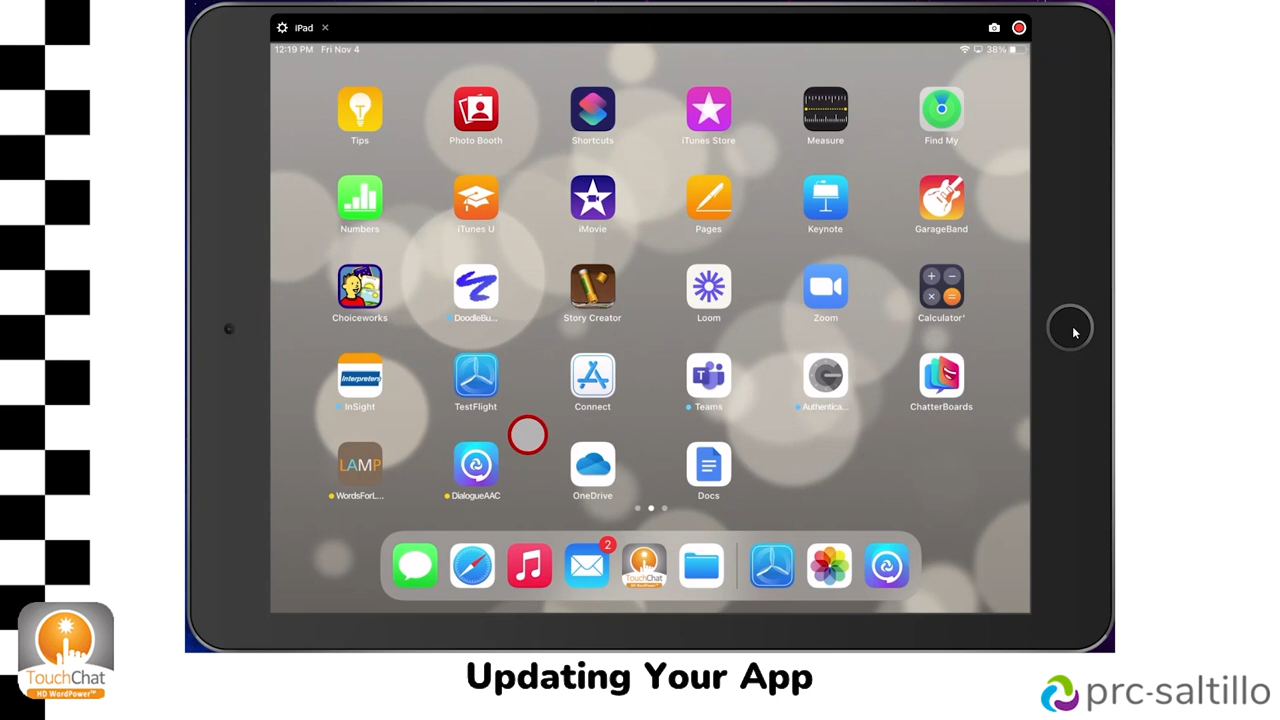 iPad
12:19 PM Fri Nov 4
38%
Tips
Photo Booth
Shortcuts
iTunes Store
Measure
Find My
Numbers
iTunes U
iMovie
Pages
Keynote
GarageBand
Choiceworks
DoodleBu...
Story Creator
Loom
Zoom
Calculator⁺
Interpreters
InSight
TestFlight
Connect
Teams
Authentica...
ChatterBoards
LAMP
WordsForL...
DialogueAAC
OneDrive
Docs
2
TouchChat
TouchChat
HD WordPower™
Updating Your App
prc-saltillo